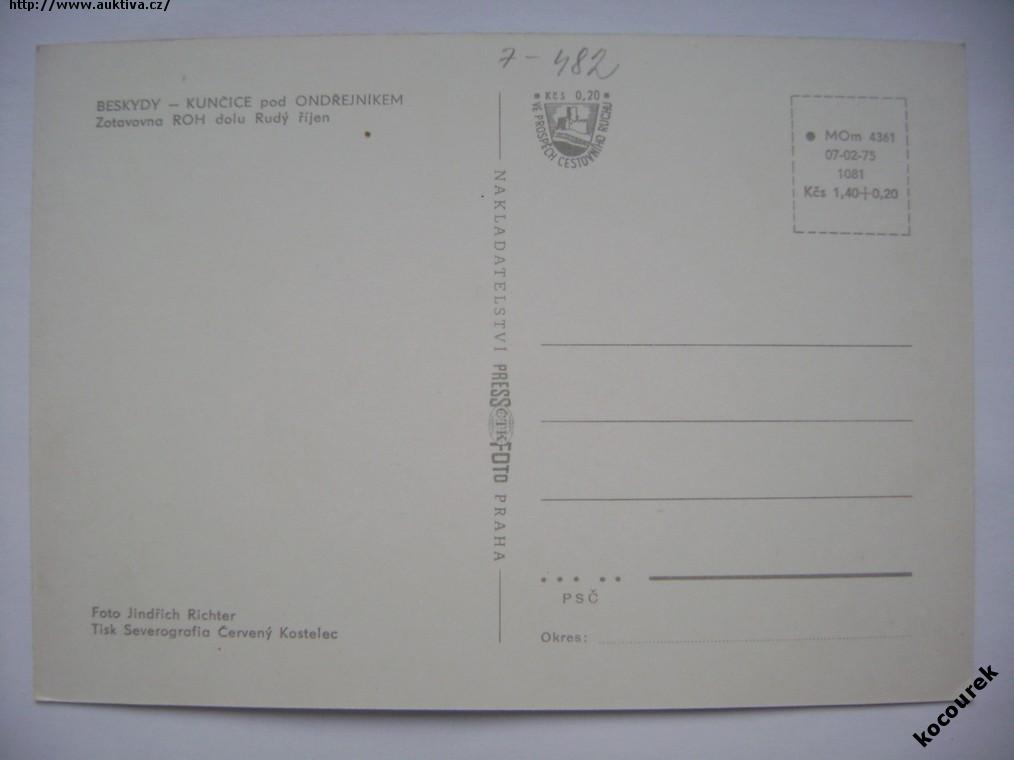 http://www.auktiva.cz/
7-482
BESKYDY – KUNČICE pod ONDŘEJNÍKEM
Zotavovna ROH dolu Rudý říjen
Kčs 0,20
VE PROSPĚCH CESTOVNÍHO RUCHU
MOm 4361
07-02-75
1081
Kčs 1,40+0,20
NAKLADATELSTVÍ PRESSFOTO PRAHA
ČTK
PSČ
Okres:
Foto Jindřich Richter
Tisk Severografia Červený Kostelec
kocourek